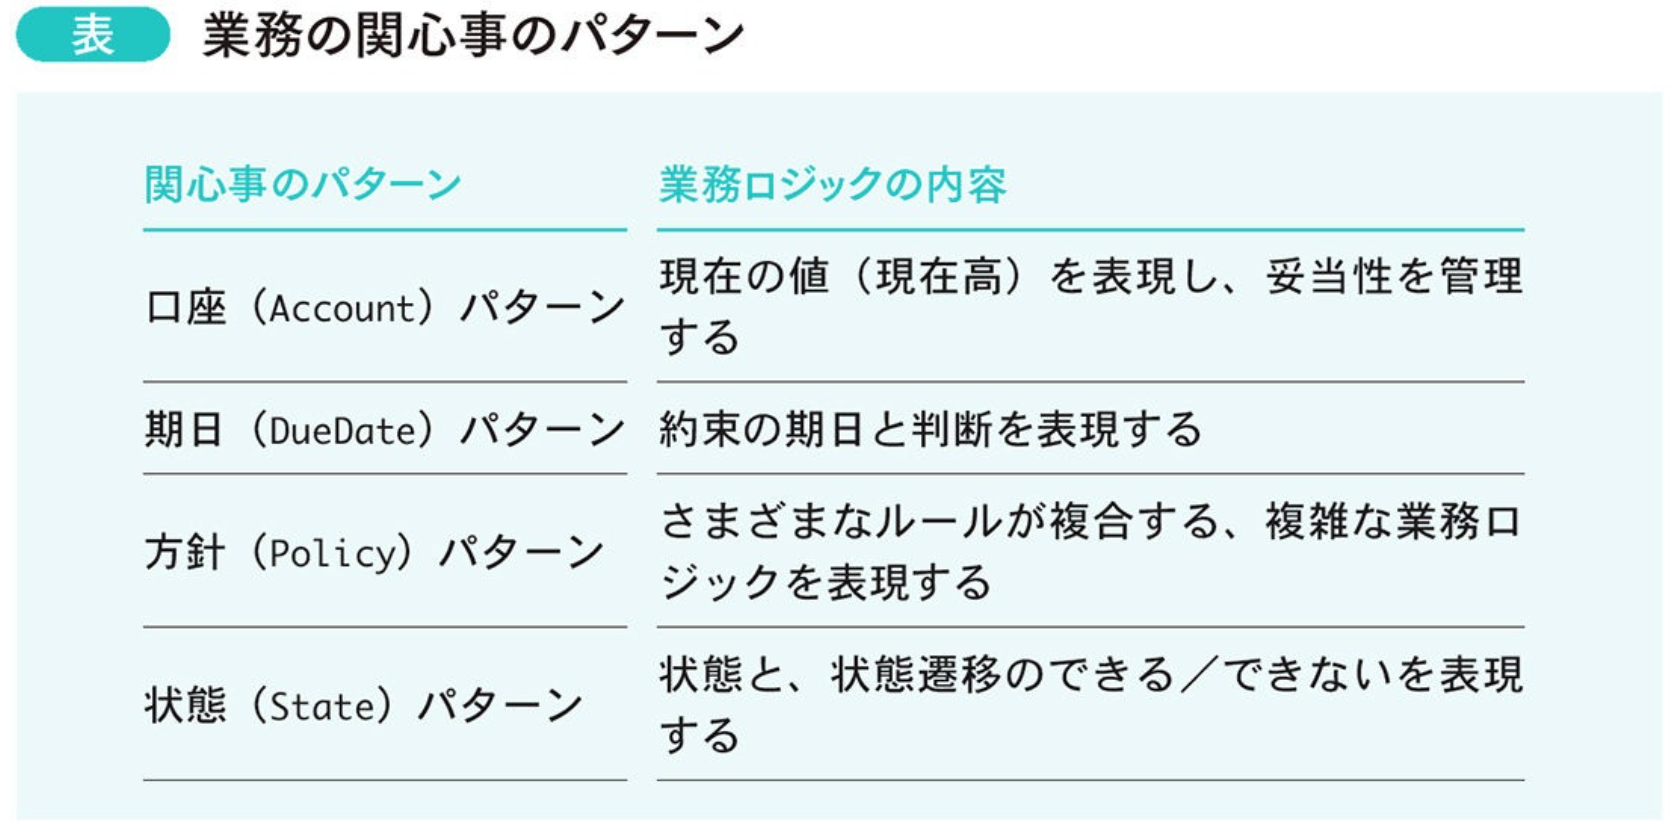 表 業務の関心事のパターン
関心事のパターン 業務ロジックの内容
口座（Account）パターン 現在の値（現在高）を表現し、妥当性を管理
する
期日（DueDate）パターン 約束の期日と判断を表現する
方針（Policy）パターン さまざまなルールが複合する、複雑な業務ロ
ジックを表現する
状態（State）パターン 状態と、状態遷移のできる／できないを表現
する